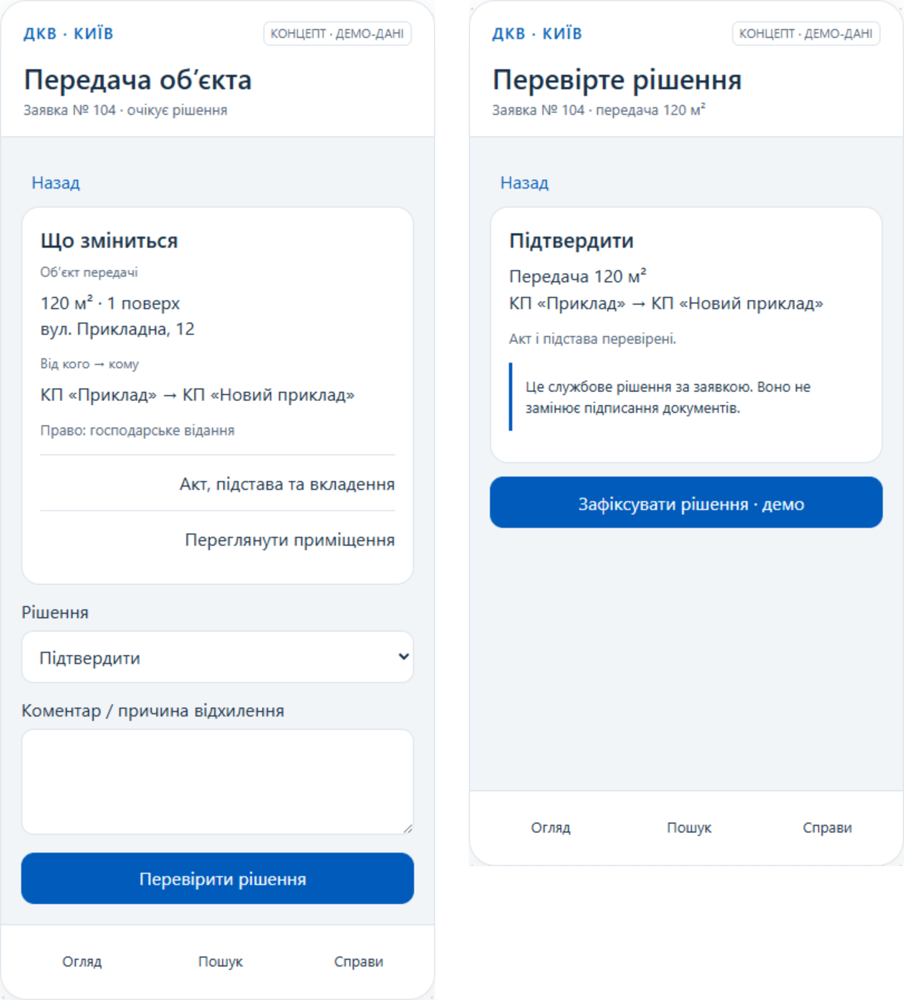 ДКВ · КИЇВ
КОНЦЕПТ · ДЕМО-ДАНІ
Передача об’єкта
Заявка № 104 · очікує рішення
Назад
Що зміниться
Об’єкт передачі
120 м² · 1 поверх
вул. Прикладна, 12
Від кого → кому
КП «Приклад» → КП «Новий приклад»
Право: господарське відання
Акт, підстава та вкладення
Переглянути приміщення
Рішення
Підтвердити
Коментар / причина відхилення
Перевірити рішення
Огляд
Пошук
Справи
ДКВ · КИЇВ
КОНЦЕПТ · ДЕМО-ДАНІ
Перевірте рішення
Заявка № 104 · передача 120 м²
Назад
Підтвердити
Передача 120 м²
КП «Приклад» → КП «Новий приклад»
Акт і підстава перевірені.
Це службове рішення за заявкою. Воно не
замінює підписання документів.
Зафіксувати рішення · демо
Огляд
Пошук
Справи